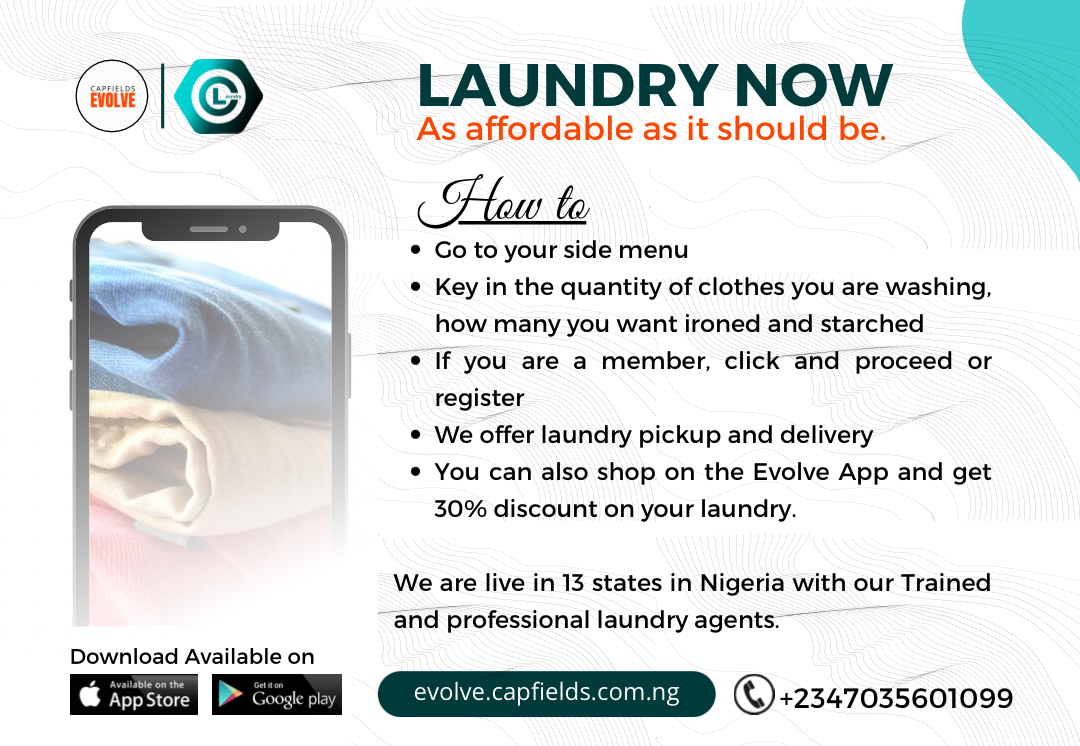 CAPFIELDS
EVOLVE
CL
aundry
LAUNDRY NOW
As affordable as it should be.
How to
Go to your side menu
Key in the quantity of clothes you are washing,
how many you want ironed and starched
If you are a member, click and proceed or
register
We offer laundry pickup and delivery
You can also shop on the Evolve App and get
30% discount on your laundry.
We are live in 13 states in Nigeria with our Trained
and professional laundry agents.
Download Available on
Available on the
App Store
Get it on
Google play
evolve.capfields.com.ng
+2347035601099